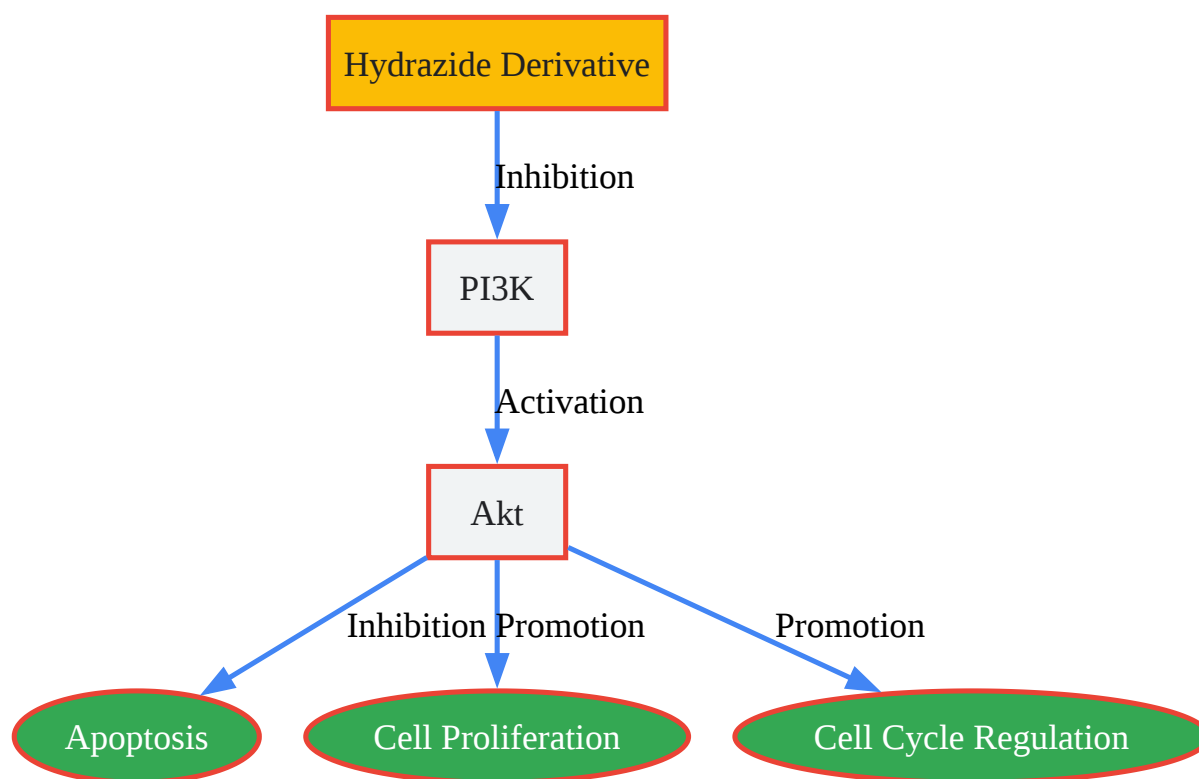 Hydrazide Derivative
Inhibition
PI3K
Activation
Akt
Inhibition Promotion Promotion
Apoptosis Cell Proliferation Cell Cycle Regulation